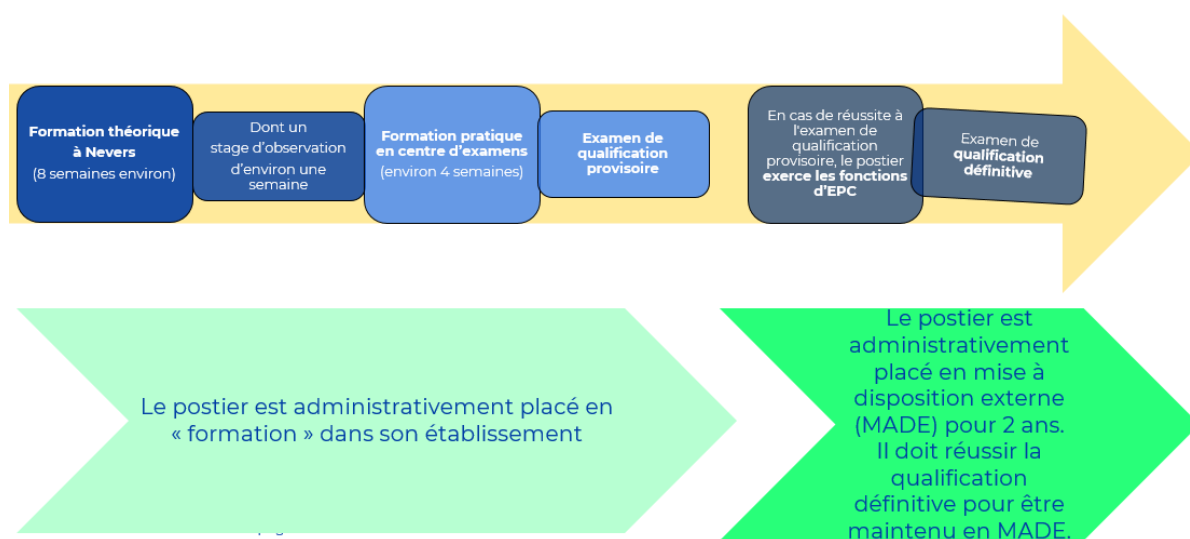 Formation théorique
à Nevers
(8 semaines environ)
Dont un
stage d'observation
d'environ une
semaine
Formation pratique
en centre d'examens
(environ 4 semaines)
Examen de
qualification
provisoire
En cas de réussite à
l'examen de
qualification
provisoire, le postier
exerce les fonctions
d'EPC
Examen de
qualification
définitive
Le postier est administrativement placé en
« formation » dans son établissement
Le postier est
administrativement
placé en mise à
disposition externe
(MADE) pour 2 ans.
Il doit réussir la
qualification
définitive pour être
maintenu en MADE.